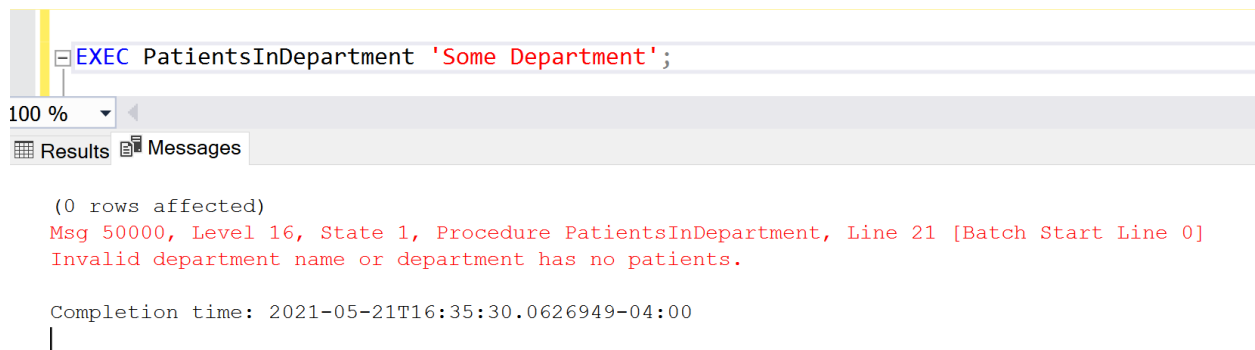 EXEC PatientsInDepartment 'Some Department';
100 %
Results Messages
(0 rows affected)
Msg 50000, Level 16, State 1, Procedure PatientsInDepartment, Line 21 [Batch Start Line 0]
Invalid department name or department has no patients.
Completion time: 2021-05-21T16:35:30.0626949-04:00